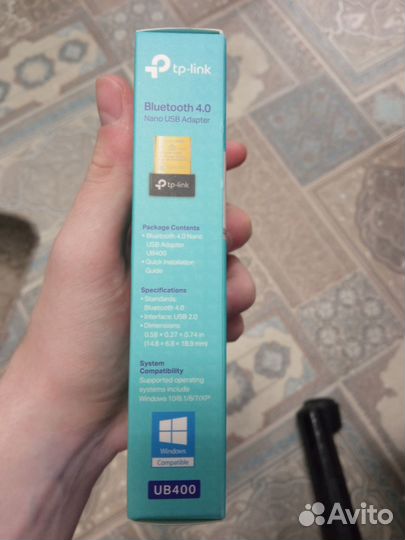 tp-link
Bluetooth 4.0
Nano USB Adapter
tp-link
Package Contents
• Bluetooth 4.0 Nano
USB Adapter
UB400
• Quick Installation
Guide
Specifications
• Standards:
Bluetooth 4.0
• Interface: USB 2.0
• Dimensions:
0.58 × 0.27 × 0.74 in
(14.8 × 6.8 × 18.9 mm)
System
Compatibility
Supported operating
systems include
Windows 10/8.1/8/7/XP
Windows
Compatible
UB400
Avito